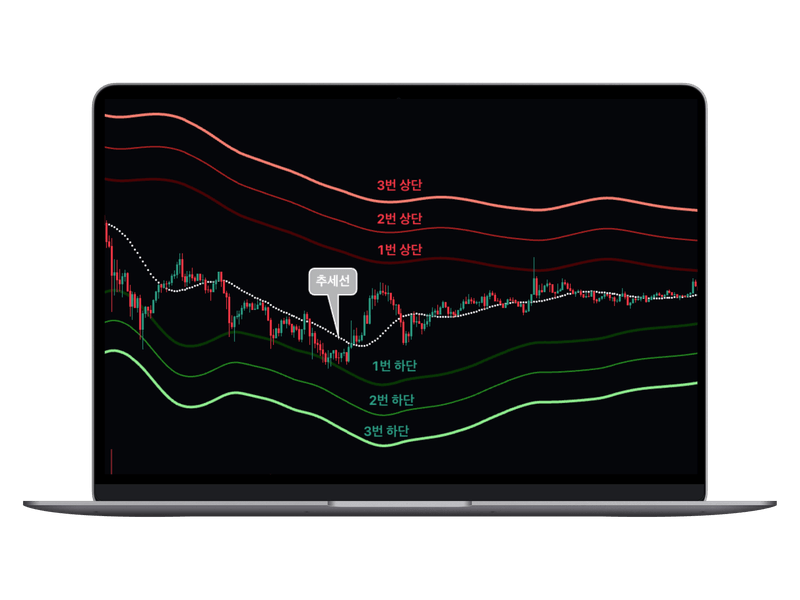 3번 상단
2번 상단
1번 상단
추세선
1번 하단
2번 하단
3번 하단